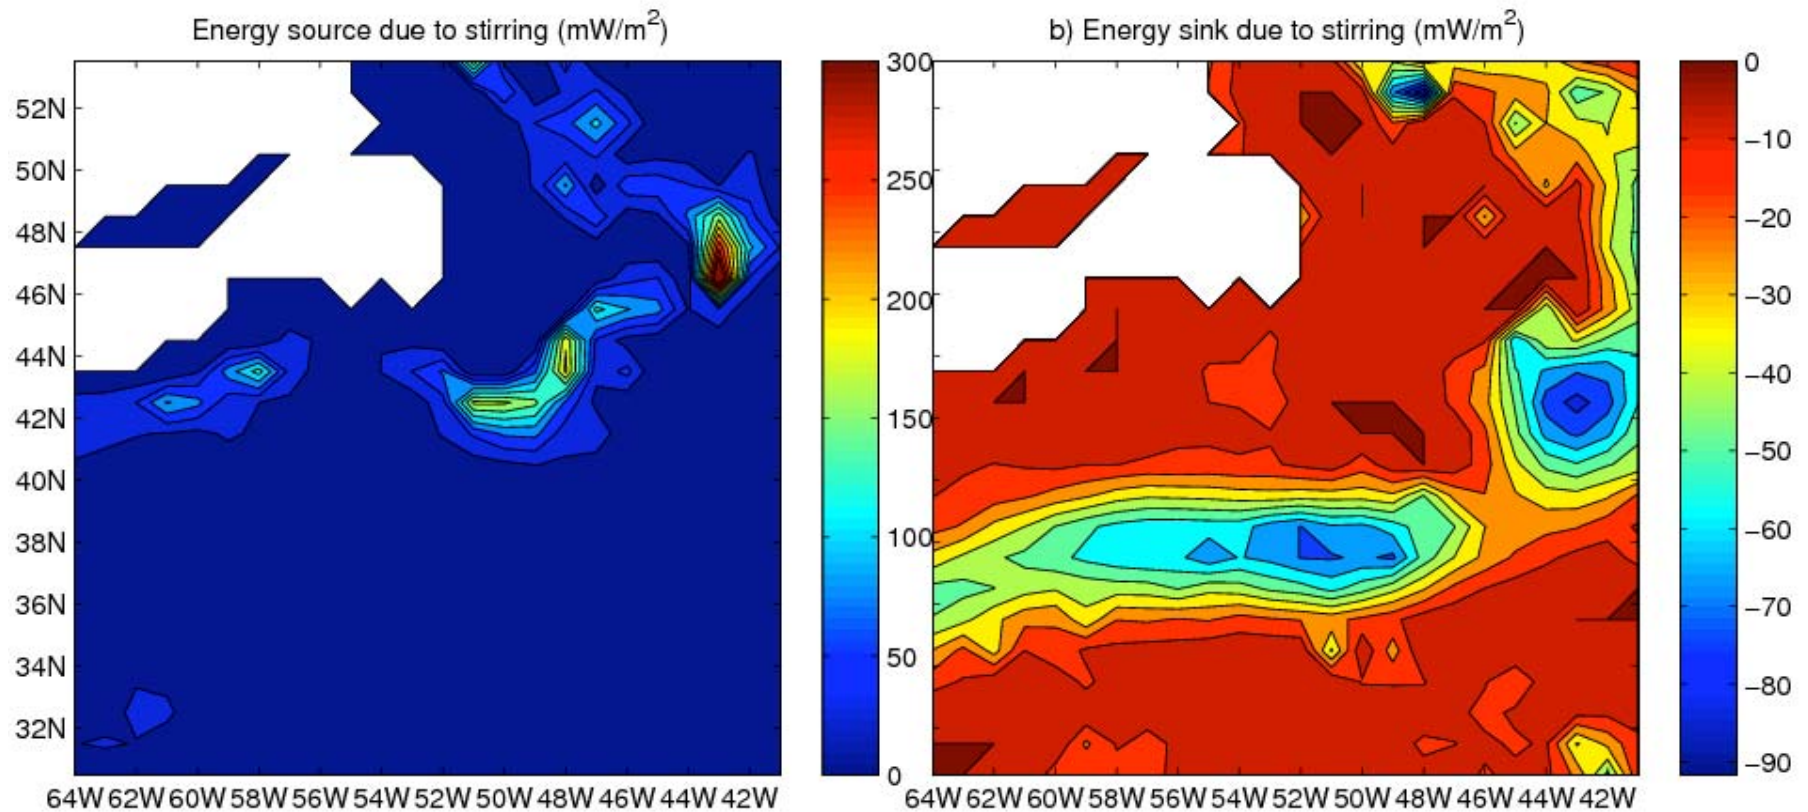 Energy source due to stirring (mW/m2)
b) Energy sink due to stirring (mW/m2)
52N
50N
48N
46N
44N
42N
40N
38N
36N
34N
32N
64W 62W 60W 58W 56W 54W 52W 50W 48W 46W 44W 42W
300
250
200
150
100
50
0
64W 62W 60W 58W 56W 54W 52W 50W 48W 46W 44W 42W
0
−10
−20
−30
−40
−50
−60
−70
−80
−90